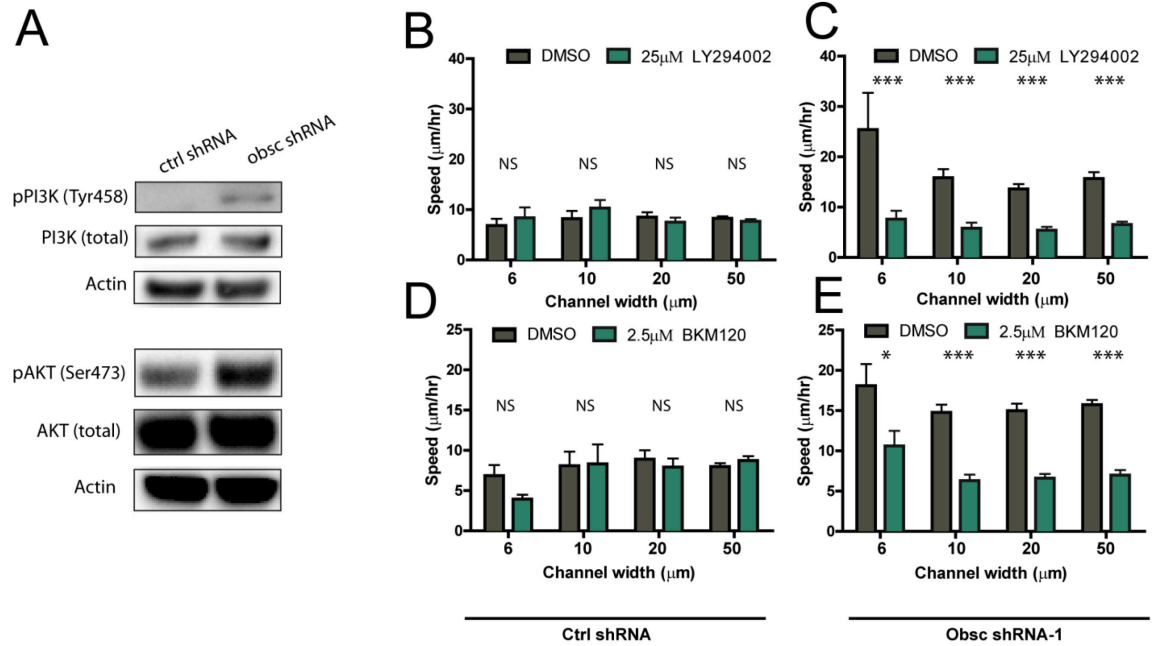 A
ctrl shRNA
obsc shRNA
pPI3K (Tyr458)
PI3K (total)
Actin
pAKT (Ser473)
AKT (total)
Actin
B
DMSO 25μM LY294002
40
30
20
10
0
Speed (μm/hr)
NS NS NS NS
6 10 20 50
Channel width (μm)
C
DMSO 25μM LY294002
40
30
20
10
0
Speed (μm/hr)
*** *** *** ***
6 10 20 50
Channel width (μm)
D
DMSO 2.5μM BKM120
25
20
15
10
5
0
Speed (μm/hr)
NS NS NS NS
6 10 20 50
Channel width (μm)
Ctrl shRNA
E
DMSO 2.5μM BKM120
25
20
15
10
5
0
Speed (μm/hr)
* *** *** ***
6 10 20 50
Channel width (μm)
Obsc shRNA-1